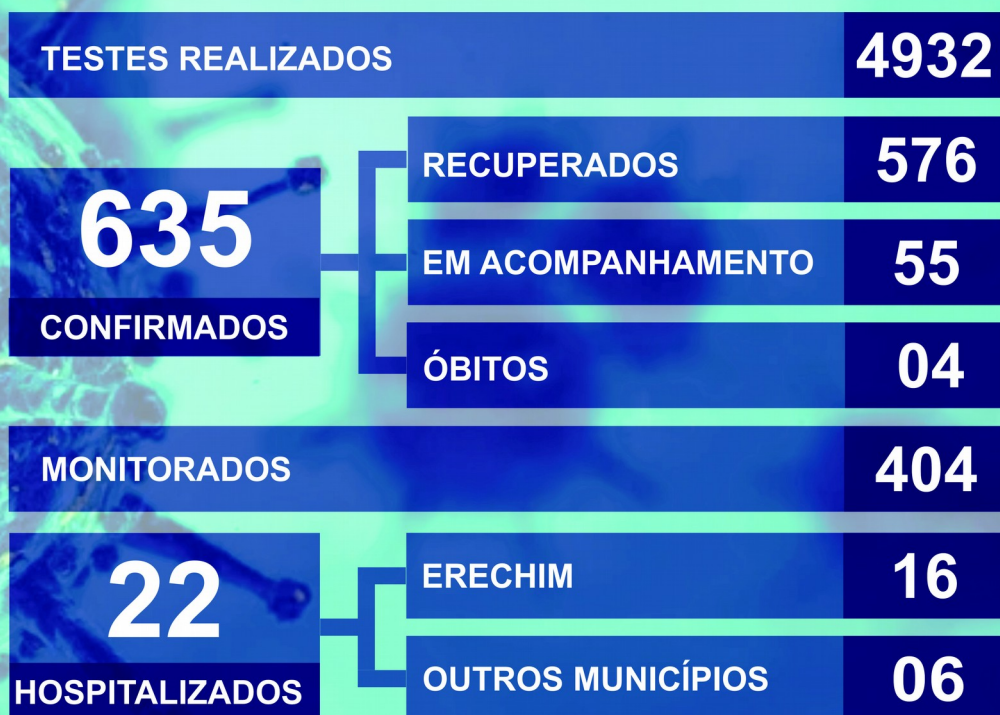 TESTES REALIZADOS 4932
635
CONFIRMADOS
RECUPERADOS 576
EM ACOMPANHAMENTO 55
ÓBITOS 04
MONITORADOS 404
22
HOSPITALIZADOS
ERECHIM 16
OUTROS MUNICÍPIOS 06